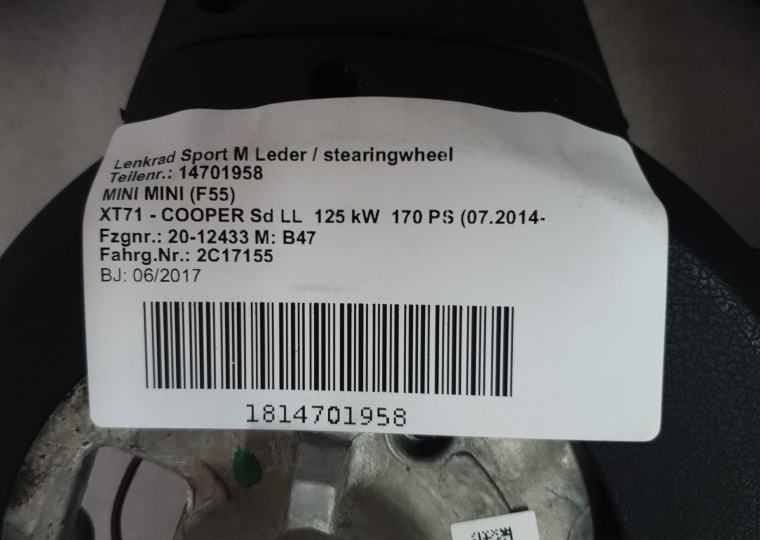 Lenkrad Sport M Leder / stearingwheel
Teilenr.: 14701958
MINI MINI (F55)
XT71 - COOPER Sd LL 125 kW 170 PS (07.2014-
Fzgnr.: 20-12433 M: B47
Fahrg.Nr.: 2C17155
BJ: 06/2017
1814701958